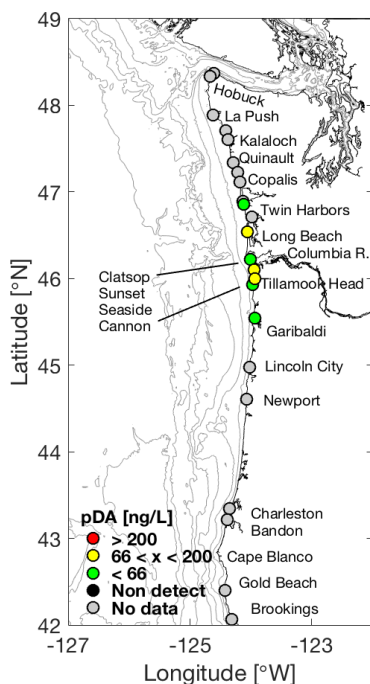 49
48
47
46
45
44
43
42
Latitude [°N]
Hobuck
La Push
Kalaloch
Quinault
Copalis
Twin Harbors
Long Beach
Columbia R.
Clatsop
Sunset
Seaside
Cannon
Tillamook Head
Garibaldi
Lincoln City
Newport
Charleston
Bandon
Cape Blanco
Gold Beach
Brookings
pDA [ng/L]
> 200
66 < x < 200
< 66
Non detect
No data
-127
-125
-123
Longitude [°W]